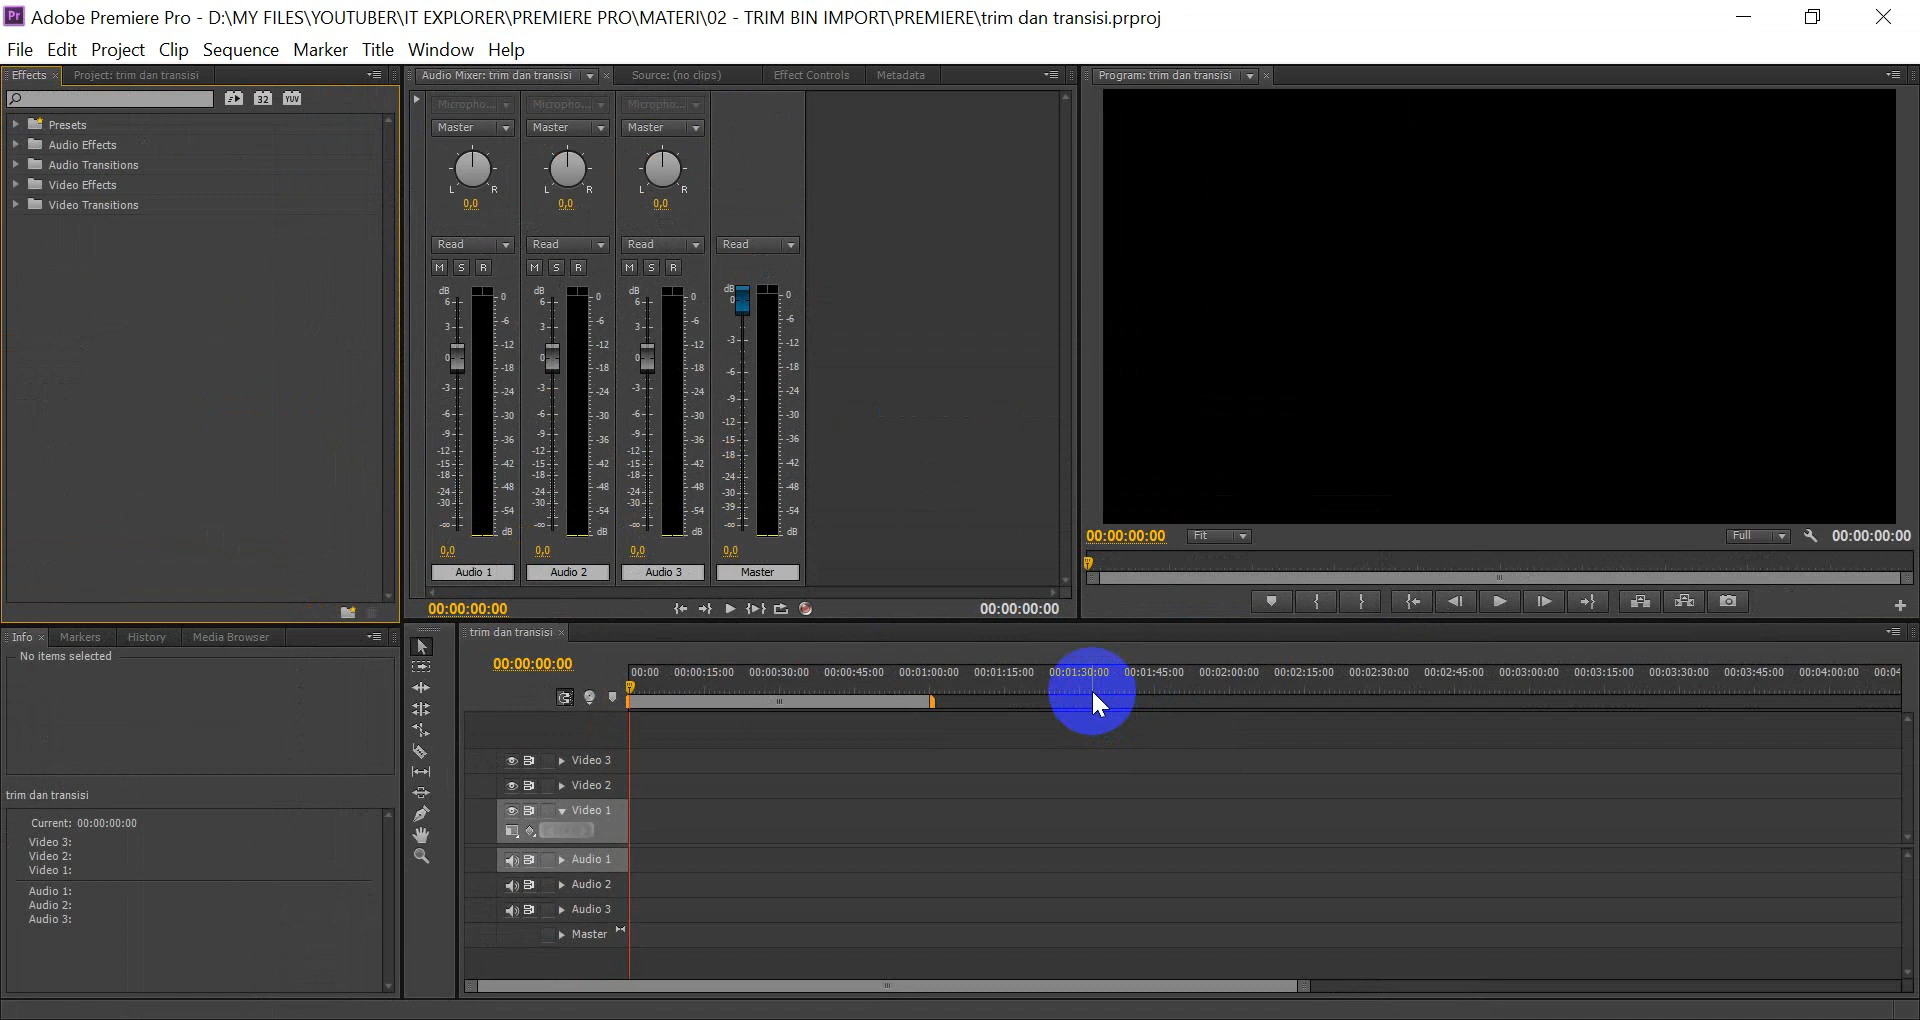 Adobe Premiere Pro - D:\MY FILES\YOUTUBER\IT EXPLORER\PREMIERE PRO\MATERI\02 - TRIM BIN IMPORT\PREMIERE\trim dan transisi.prproj
File Edit Project Clip Sequence Marker Title Window Help
Effects Project: trim dan transisi
32 YUV
Presets
Audio Effects
Audio Transitions
Video Effects
Video Transitions
Audio Mixer: trim dan transisi Source: (no clips) Effect Controls Metadata
Micropho... Micropho... Micropho...
Master Master Master
L R L R L R
0,0 0,0 0,0
Read Read Read Read
M S R M S R M S R
dB dB dB dB
6 0 6 0 6 0 0 0
3 -6 3 -6 3 -6 -3 -6
0 -12 0 -12 0 -12 -6 -12
-3 -18 -3 -18 -3 -18 -9 -18
-6 -24 -6 -24 -6 -24 -12 -24
-9 -30 -9 -30 -9 -30 -15 -30
-12 -36 -12 -36 -12 -36 -18 -36
-15 -42 -15 -42 -15 -42 -24 -42
-18 -48 -18 -48 -18 -48 -30 -48
-24 -54 -24 -54 -24 -54 -39 -54
-30 dB -30 dB -30 dB -∞ dB
-∞ -∞ -∞
0,0 0,0 0,0 0,0
Audio 1 Audio 2 Audio 3 Master
00:00:00:00 00:00:00:00
Program: trim dan transisi
00:00:00:00 Fit Full 00:00:00:00
Info Markers History Media Browser
No items selected
trim dan transisi
Current: 00:00:00:00
Video 3:
Video 2:
Video 1:
Audio 1:
Audio 2:
Audio 3:
trim dan transisi
00:00:00:00
00:00 00:00:15:00 00:00:30:00 00:00:45:00 00:01:00:00 00:01:15:00 00:01:30:00 00:01:45:00 00:02:00:00 00:02:15:00 00:02:30:00 00:02:45:00 00:03:00:00 00:03:15:00 00:03:30:00 00:03:45:00 00:04:00:00 00:04
Video 3
Video 2
Video 1
Audio 1
Audio 2
Audio 3
Master